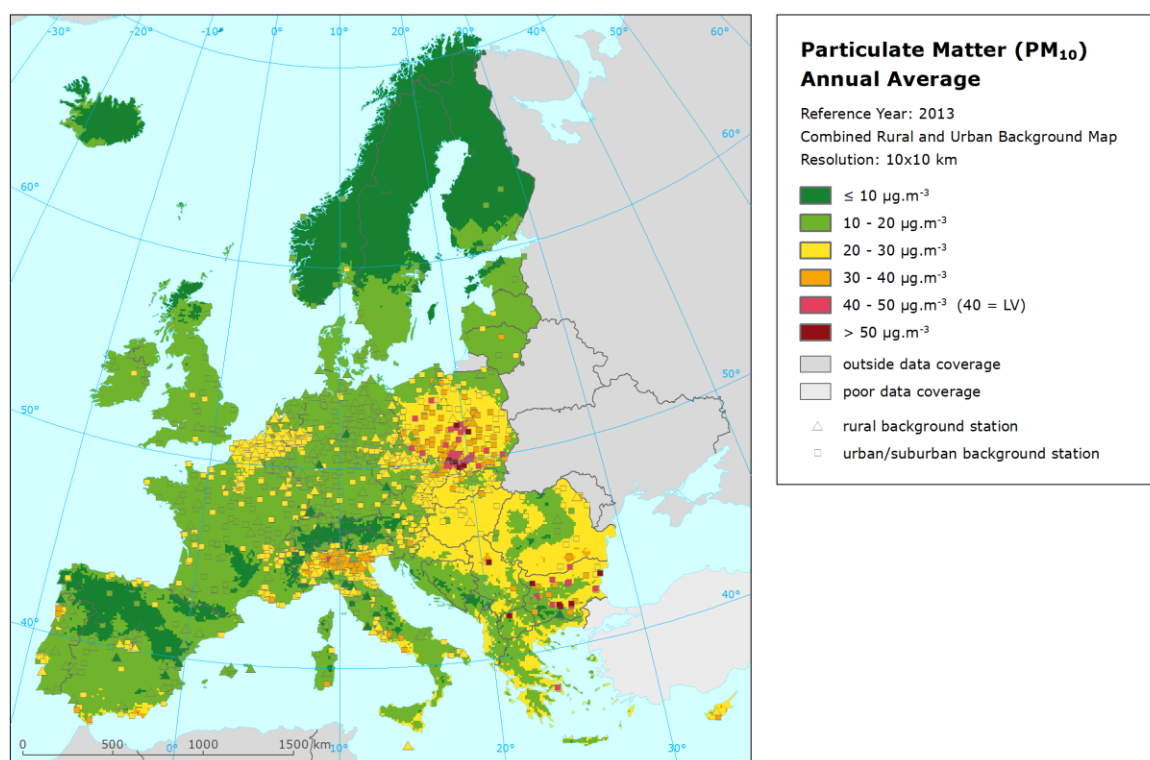 -30°
-20°
-10°
0°
10°
20°
30°
40°
50°
60°
60°
60°
50°
50°
40°
40°
0 500 1000 1500 km
0°
10°
20°
30°
Particulate Matter (PM₁₀)
Annual Average
Reference Year: 2013
Combined Rural and Urban Background Map
Resolution: 10x10 km
≤ 10 µg.m⁻³
10 - 20 µg.m⁻³
20 - 30 µg.m⁻³
30 - 40 µg.m⁻³
40 - 50 µg.m⁻³ (40 = LV)
> 50 µg.m⁻³
outside data coverage
poor data coverage
rural background station
urban/suburban background station